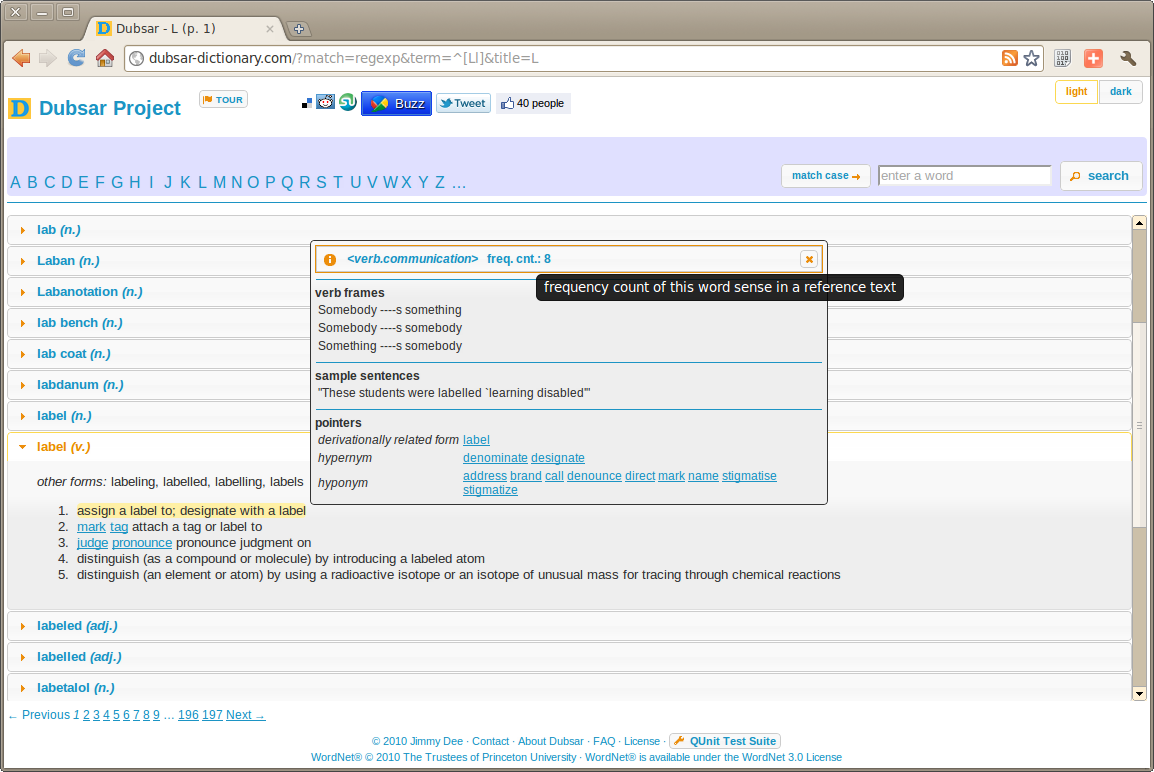 Dubsar - L (p. 1)
dubsar-dictionary.com/?match=regexp&term=^[Ll]&title=L
D Dubsar Project
TOUR
Buzz
Tweet
40 people
light
dark
A B C D E F G H I J K L M N O P Q R S T U V W X Y Z ...
match case →
enter a word
search
lab (n.)
Laban (n.)
Labanotation (n.)
lab bench (n.)
lab coat (n.)
labdanum (n.)
label (n.)
label (v.)
other forms: labeling, labelled, labelling, labels
1. assign a label to; designate with a label
2. mark tag attach a tag or label to
3. judge pronounce pronounce judgment on
4. distinguish (as a compound or molecule) by introducing a labeled atom
5. distinguish (an element or atom) by using a radioactive isotope or an isotope of unusual mass for tracing through chemical reactions
<verb.communication> freq. cnt.: 8
frequency count of this word sense in a reference text
verb frames
Somebody ----s something
Somebody ----s somebody
Something ----s somebody
sample sentences
"These students were labelled `learning disabled'"
pointers
derivationally related form label
hypernym denominate designate
hyponym address brand call denounce direct mark name stigmatise
stigmatize
labeled (adj.)
labelled (adj.)
labetalol (n.)
← Previous 1 2 3 4 5 6 7 8 9 ... 196 197 Next →
© 2010 Jimmy Dee · Contact · About Dubsar · FAQ · License · QUnit Test Suite
WordNet® © 2010 The Trustees of Princeton University · WordNet® is available under the WordNet 3.0 License